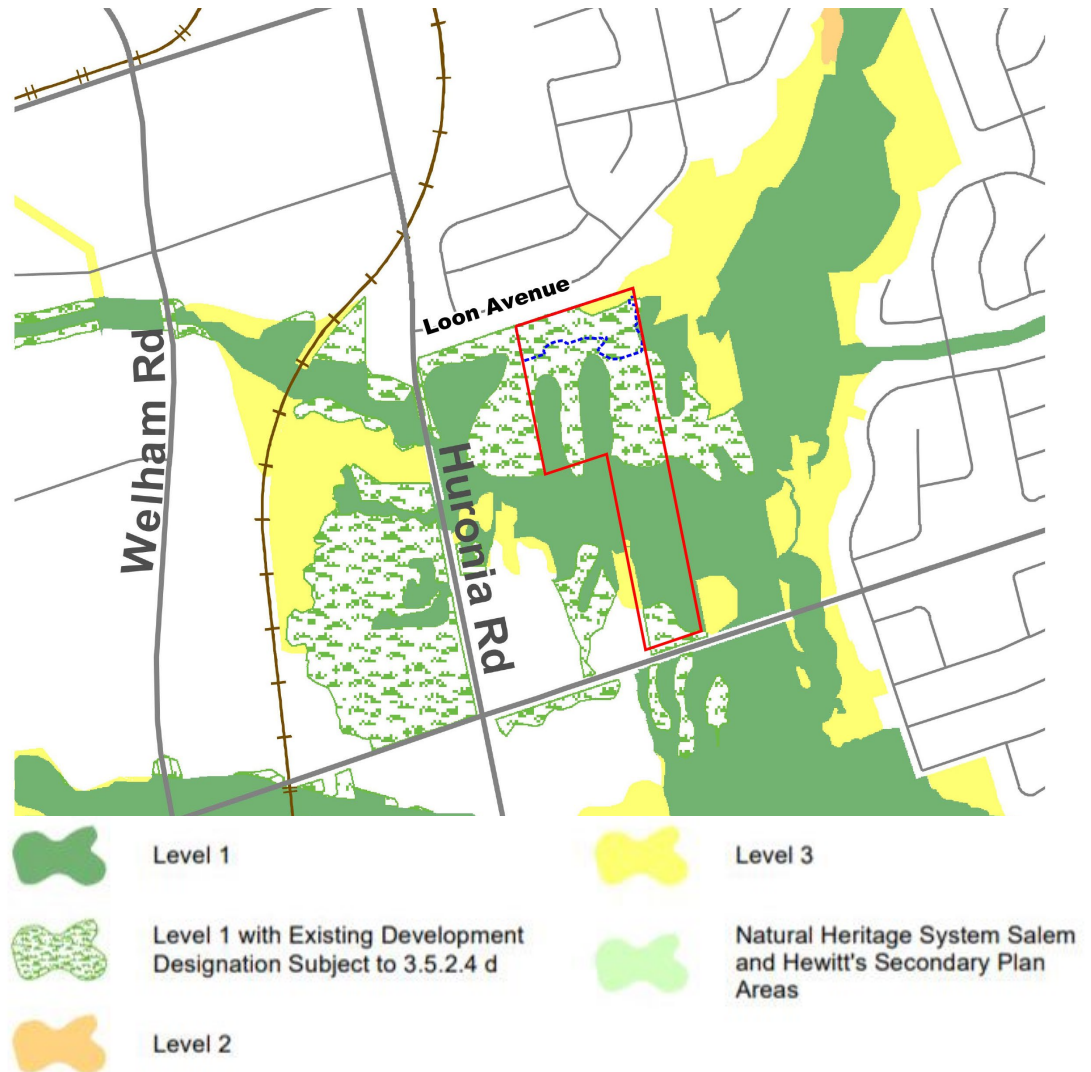 Loon Avenue
Welham Rd
Huronia Rd
Level 1
Level 1 with Existing Development
Designation Subject to 3.5.2.4 d
Level 2
Level 3
Natural Heritage System Salem
and Hewitt's Secondary Plan
Areas